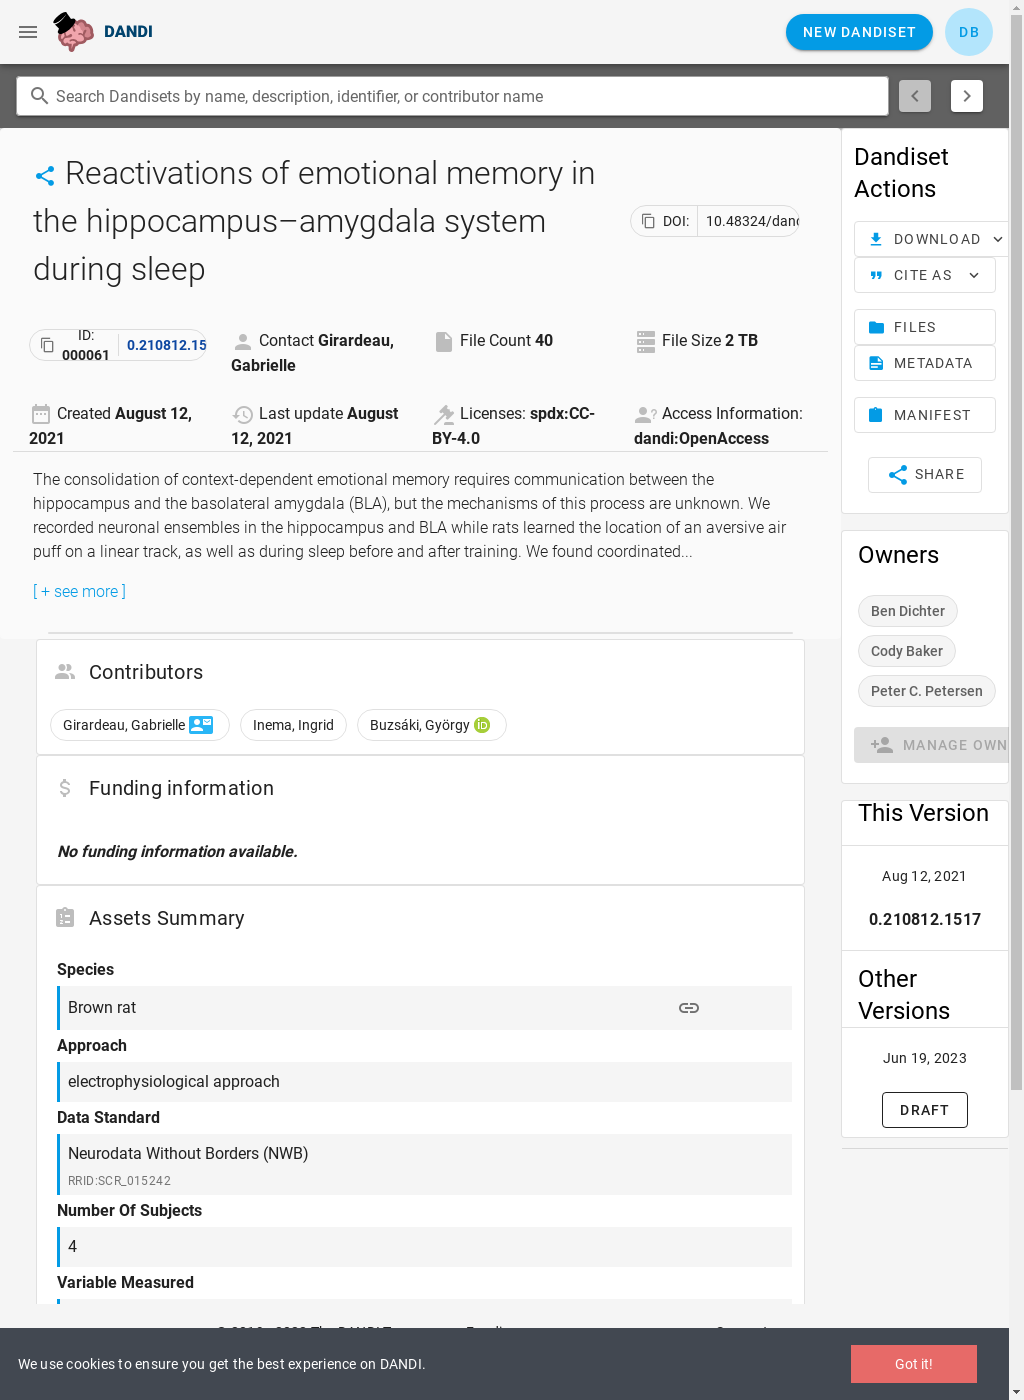 DANDI
NEW DANDISET
DB
Search Dandisets by name, description, identifier, or contributor name
Reactivations of emotional memory in
the hippocampus–amygdala system
during sleep
DOI: 10.48324/dand
ID:
000061
0.210812.15
Contact Girardeau,
Gabrielle
File Count 40
File Size 2 TB
Created August 12,
2021
Last update August
12, 2021
Licenses: spdx:CC-
BY-4.0
Access Information:
dandi:OpenAccess
The consolidation of context-dependent emotional memory requires communication between the
hippocampus and the basolateral amygdala (BLA), but the mechanisms of this process are unknown. We
recorded neuronal ensembles in the hippocampus and BLA while rats learned the location of an aversive air
puff on a linear track, as well as during sleep before and after training. We found coordinated...
[ + see more ]
Contributors
Girardeau, Gabrielle
Inema, Ingrid
Buzsáki, György
iD
Funding information
No funding information available.
Assets Summary
Species
Brown rat
Approach
electrophysiological approach
Data Standard
Neurodata Without Borders (NWB)
RRID:SCR_015242
Number Of Subjects
4
Variable Measured
Dandiset
Actions
DOWNLOAD
CITE AS
FILES
METADATA
MANIFEST
SHARE
Owners
Ben Dichter
Cody Baker
Peter C. Petersen
MANAGE OWN
This Version
Aug 12, 2021
0.210812.1517
Other
Versions
Jun 19, 2023
DRAFT
We use cookies to ensure you get the best experience on DANDI.
Got it!